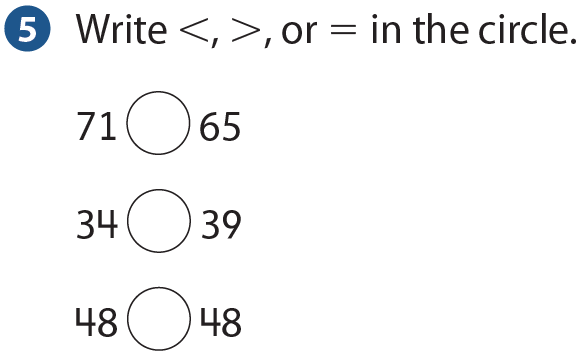 5 Write <, >, or = in the circle.
71 65
34 39
48 48